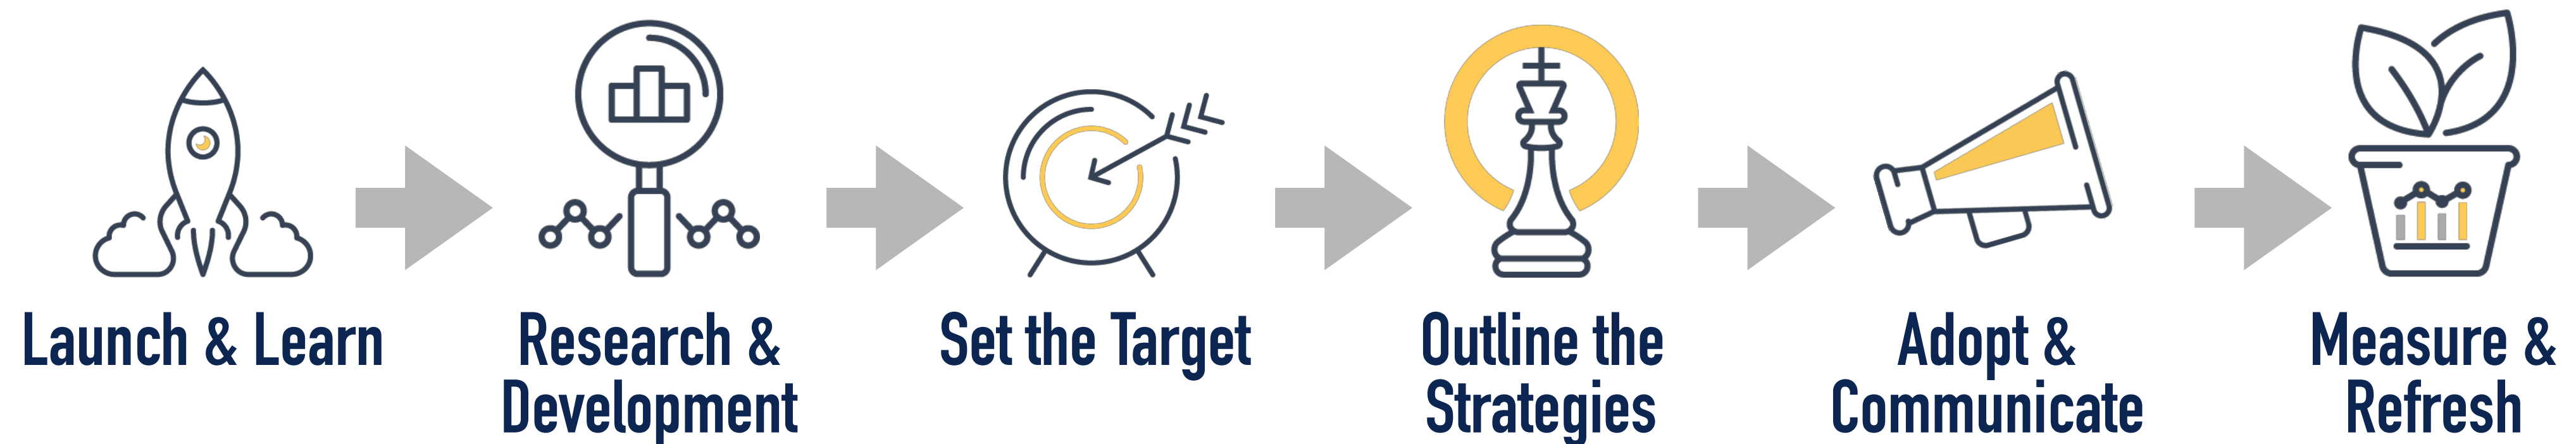 Launch & Learn
Research &
Development
Set the Target
Outline the
Strategies
Adopt &
Communicate
Measure &
Refresh